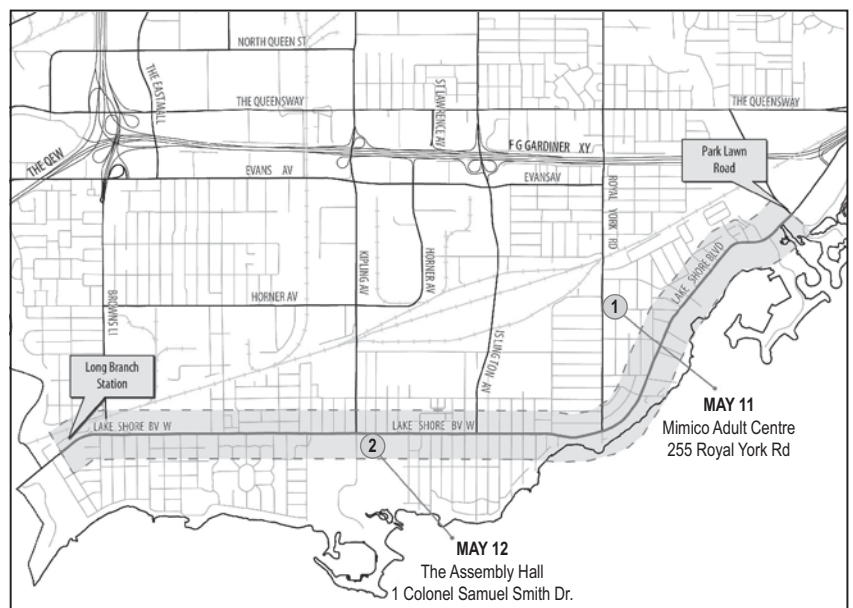 NORTH QUEEN ST
THE EAST MALL
ST LAWRENCE AV
THE QUEENSWAY
THE QUEENSWAY
F G GARDINER XY
THE QEW
EVANS AV
EVANSAV
Park Lawn
Road
ROYAL YORK RD
KIPLING AV
HORNER AV
LAKE SHORE BLVD
HORNER AV
BROWNS LI
ISLINGTON AV
1
Long Branch
Station
MAY 11
Mimico Adult Centre
255 Royal York Rd
LAKE SHORE BV W
LAKE SHORE BV W
2
MAY 12
The Assembly Hall
1 Colonel Samuel Smith Dr.